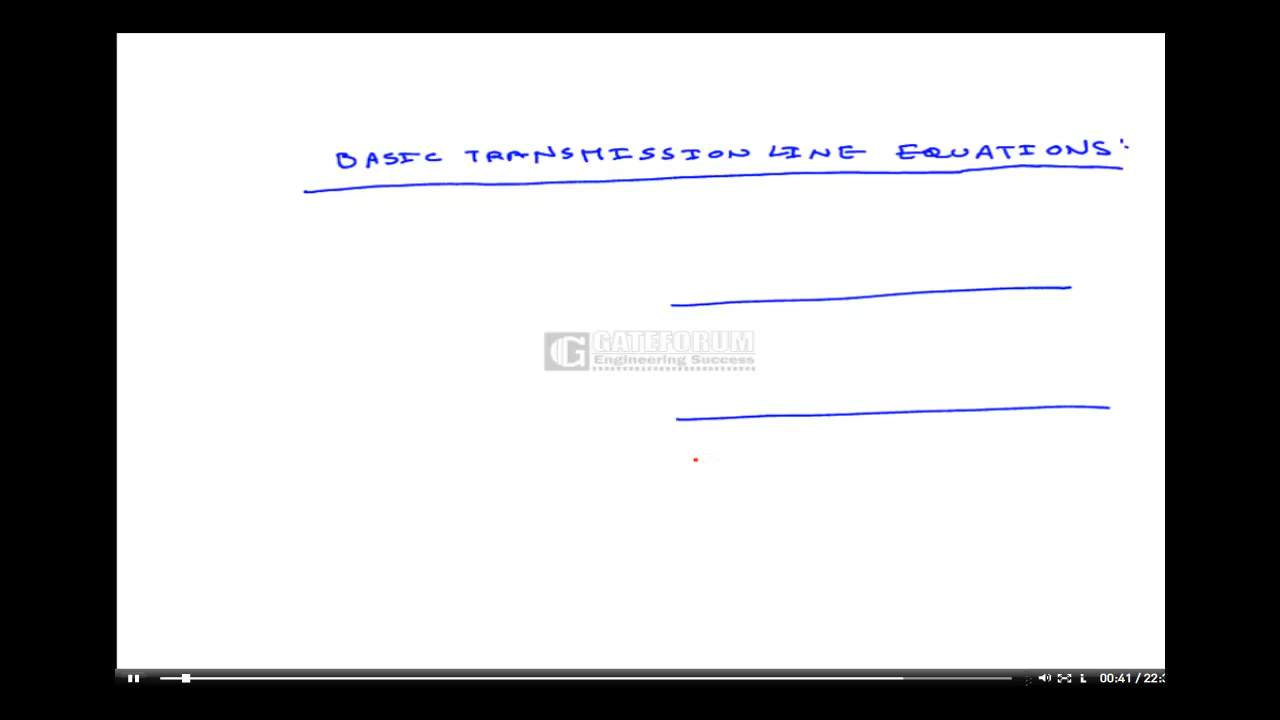 BASIC TRANSMISSION LINE EQUATIONS:
GATEFORUM
Engineering Success
00:41 / 22: